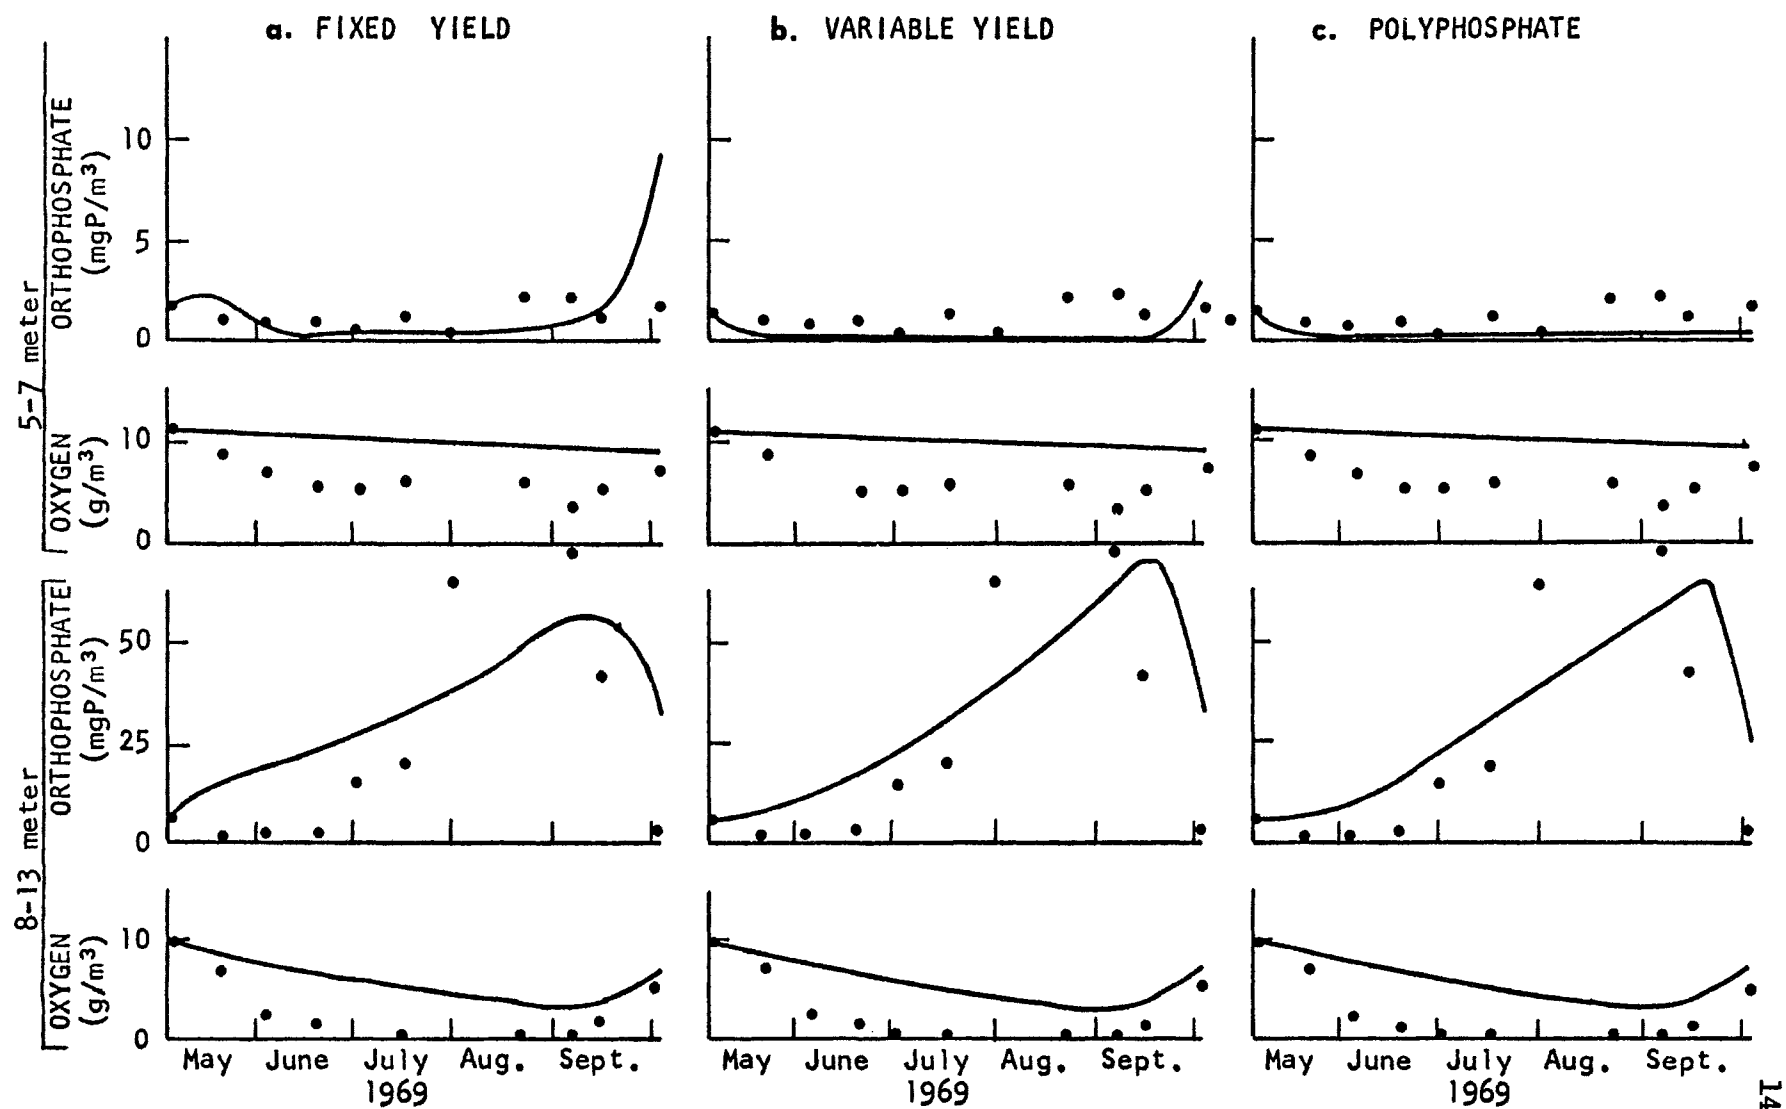 a. FIXED YIELD
b. VARIABLE YIELD
c. POLYPHOSPHATE
5-7 meter
ORTHOPHOSPHATE
(mgP/m³)
10
5
0
OXYGEN
(g/m³)
10
0
8-13 meter
ORTHOPHOSPHATE
(mgP/m³)
50
25
0
OXYGEN
(g/m³)
10
0
May June July Aug. Sept.
1969
May June July Aug. Sept.
1969
May June July Aug. Sept.
1969